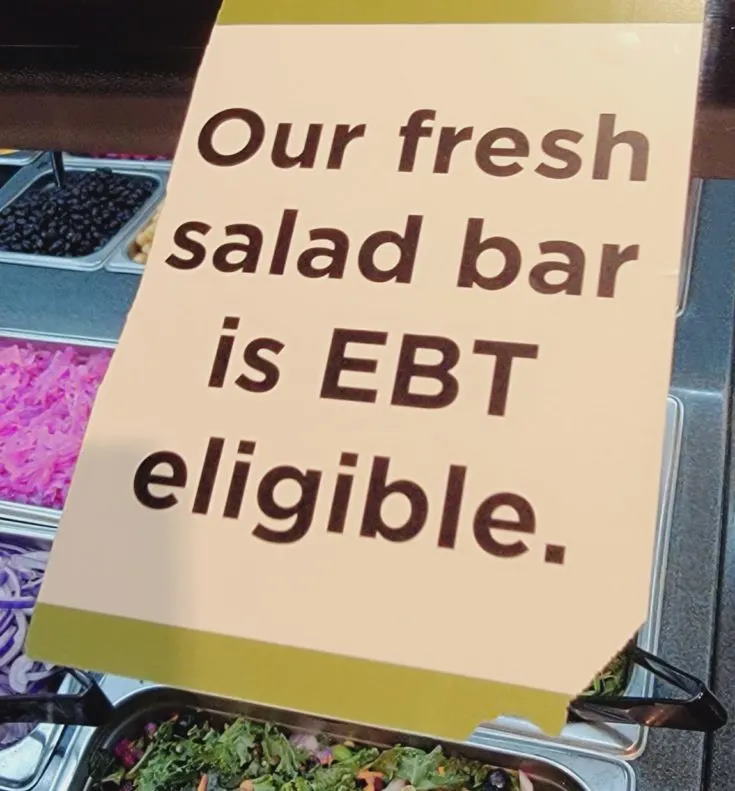 Our fresh
salad bar
is EBT
eligible.